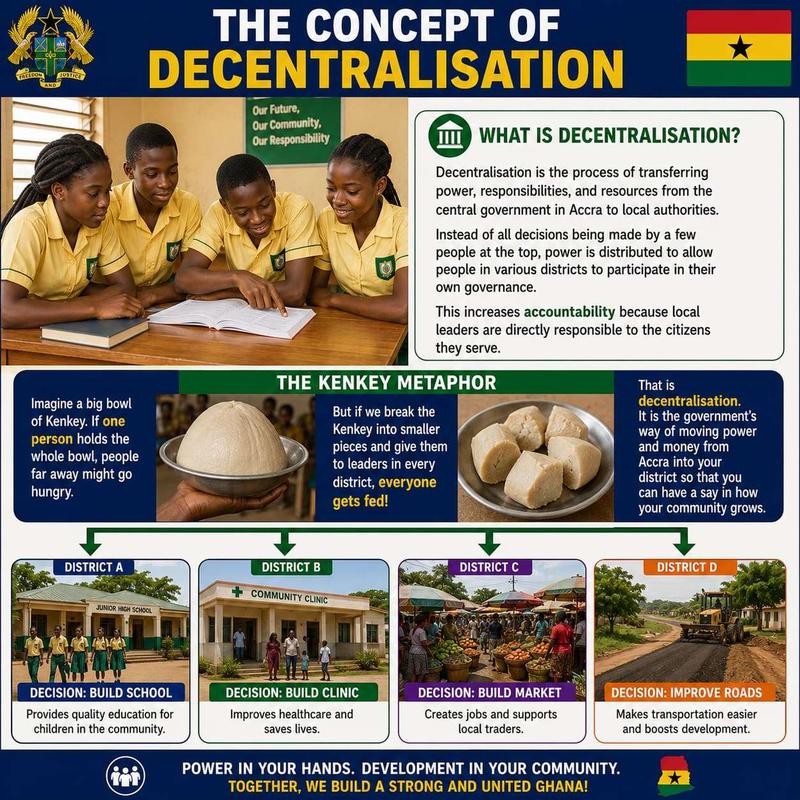 THE CONCEPT OF
DECENTRALISATION
FREEDOM AND JUSTICE
Our Future,
Our Community,
Our Responsibility
WHAT IS DECENTRALISATION?
Decentralisation is the process of transferring
power, responsibilities, and resources from the
central government in Accra to local authorities.
Instead of all decisions being made by a few
people at the top, power is distributed to allow
people in various districts to participate in their
own governance.
This increases accountability because local
leaders are directly responsible to the citizens
they serve.
THE KENKEY METAPHOR
Imagine a big bowl
of Kenkey. If one
person holds the
whole bowl, people
far away might go
hungry.
But if we break the
Kenkey into smaller
pieces and give them
to leaders in every
district, everyone
gets fed!
That is
decentralisation.
It is the government's
way of moving power
and money from
Accra into your
district so that you
can have a say in how
your community grows.
DISTRICT A
JUNIOR HIGH SCHOOL
DECISION: BUILD SCHOOL
Provides quality education for
children in the community.
DISTRICT B
COMMUNITY CLINIC
DECISION: BUILD CLINIC
Improves healthcare and
saves lives.
DISTRICT C
DECISION: BUILD MARKET
Creates jobs and supports
local traders.
DISTRICT D
DECISION: IMPROVE ROADS
Makes transportation easier
and boosts development.
POWER IN YOUR HANDS. DEVELOPMENT IN YOUR COMMUNITY.
TOGETHER, WE BUILD A STRONG AND UNITED GHANA!